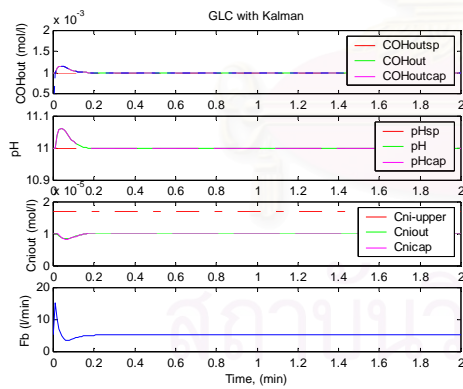 GLC with Kalman
x 10⁻³
2
1.5
1
0.5
COHout (mol/l)
COHoutsp
COHout
COHoutcap
0 0.2 0.4 0.6 0.8 1 1.2 1.4 1.6 1.8 2
11.1
11
10.9
pH
pHsp
pH
pHcap
0 0.2 0.4 0.6 0.8 1 1.2 1.4 1.6 1.8 2
x 10⁻⁵
2
1
0
Cniout (mol/l)
Cni-upper
Cniout
Cnicap
0 0.2 0.4 0.6 0.8 1 1.2 1.4 1.6 1.8 2
20
10
0
Fb (l/min)
0 0.2 0.4 0.6 0.8 1 1.2 1.4 1.6 1.8 2
Time, (min)